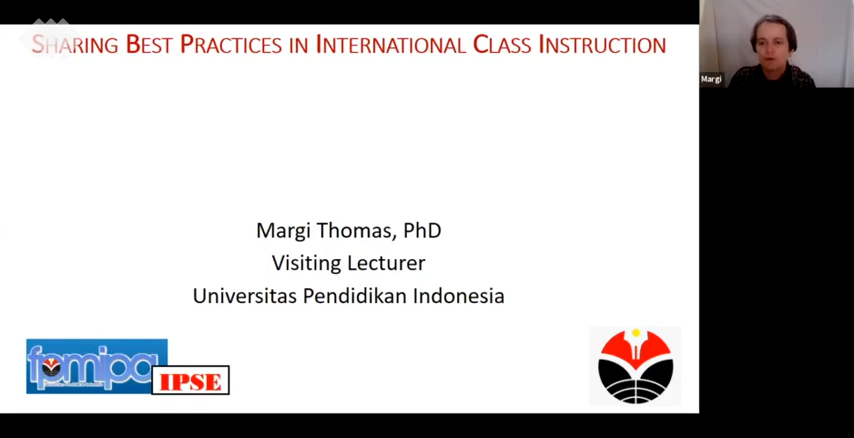 SHARING BEST PRACTICES IN INTERNATIONAL CLASS INSTRUCTION
Margi
Margi Thomas, PhD
Visiting Lecturer
Universitas Pendidikan Indonesia
fpmipa
IPSE